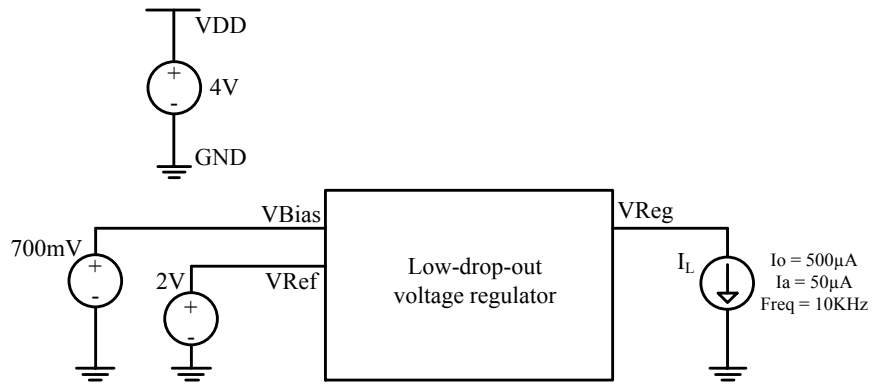 VDD
+
4V
-
GND
VBias
VReg
700mV
+
-
2V
VRef
+
-
Low-drop-out
voltage regulator
I_L
Io = 500µA
Ia = 50µA
Freq = 10KHz